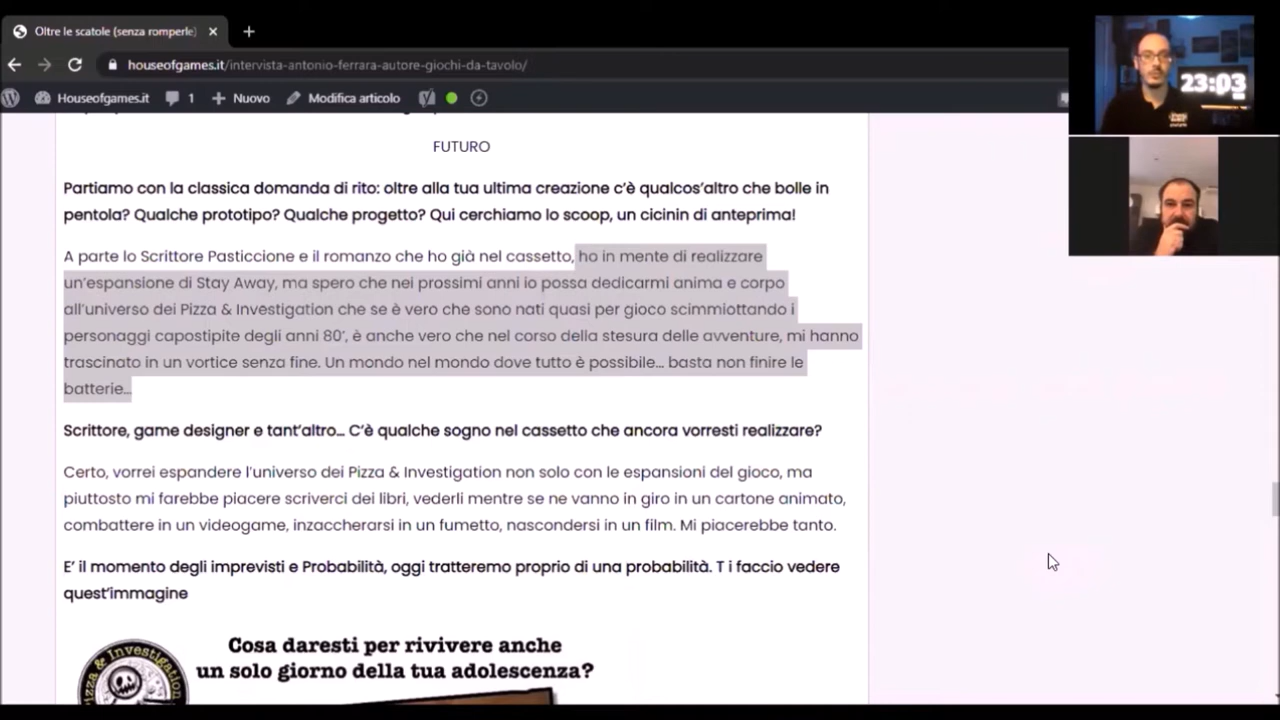 Oltre le scatole (senza romperle)
houseofgames.it/intervista-antonio-ferrara-autore-giochi-da-tavolo/
Houseofgames.it 1 Nuovo Modifica articolo
23:03
FUTURO
Partiamo con la classica domanda di rito: oltre alla tua ultima creazione c'è qualcos'altro che bolle in
pentola? Qualche prototipo? Qualche progetto? Qui cerchiamo lo scoop, un cicinin di anteprima!
A parte lo Scrittore Pasticcione e il romanzo che ho già nel cassetto, ho in mente di realizzare
un'espansione di Stay Away, ma spero che nei prossimi anni io possa dedicarmi anima e corpo
all'universo dei Pizza & Investigation che se è vero che sono nati quasi per gioco scimmiottando i
personaggi capostipite degli anni 80', è anche vero che nel corso della stesura delle avventure, mi hanno
trascinato in un vortice senza fine. Un mondo nel mondo dove tutto è possibile... basta non finire le
batterie...
Scrittore, game designer e tant'altro... C'è qualche sogno nel cassetto che ancora vorresti realizzare?
Certo, vorrei espandere l'universo dei Pizza & Investigation non solo con le espansioni del gioco, ma
piuttosto mi farebbe piacere scriverci dei libri, vederli mentre se ne vanno in giro in un cartone animato,
combattere in un videogame, inzaccherarsi in un fumetto, nascondersi in un film. Mi piacerebbe tanto.
E' il momento degli imprevisti e Probabilità, oggi tratteremo proprio di una probabilità. T i faccio vedere
quest'immagine
Cosa daresti per rivivere anche
un solo giorno della tua adolescenza?
Pizza & Investigation